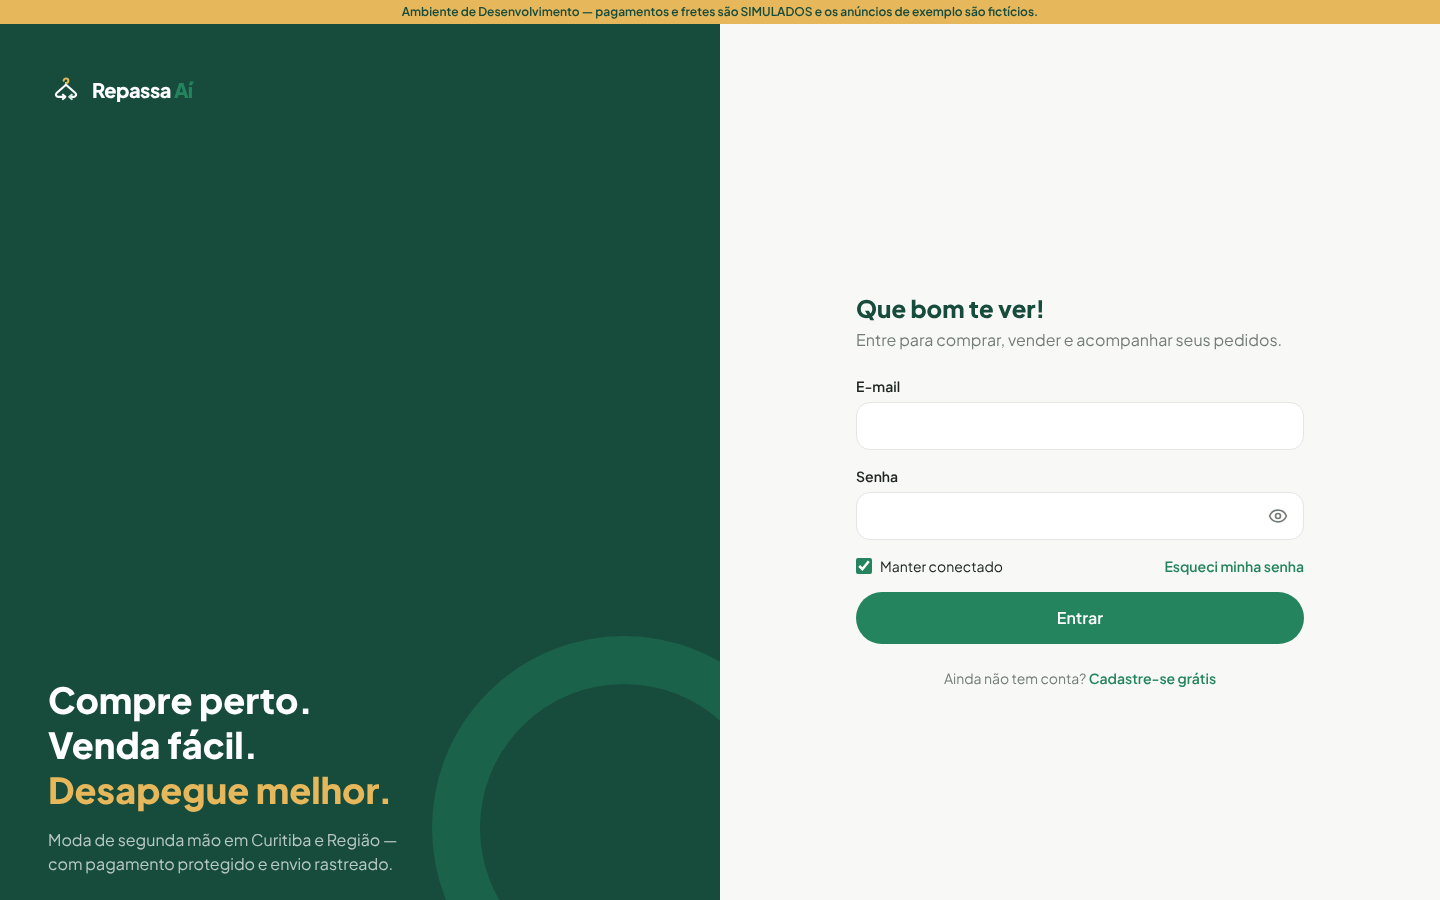 Ambiente de Desenvolvimento — pagamentos e fretes são SIMULADOS e os anúncios de exemplo são fictícios.
Repassa Aí
Compre perto.
Venda fácil.
Desapegue melhor.
Moda de segunda mão em Curitiba e Região —
com pagamento protegido e envio rastreado.
Que bom te ver!
Entre para comprar, vender e acompanhar seus pedidos.
E-mail
Senha
Manter conectado
Esqueci minha senha
Entrar
Ainda não tem conta? Cadastre-se grátis